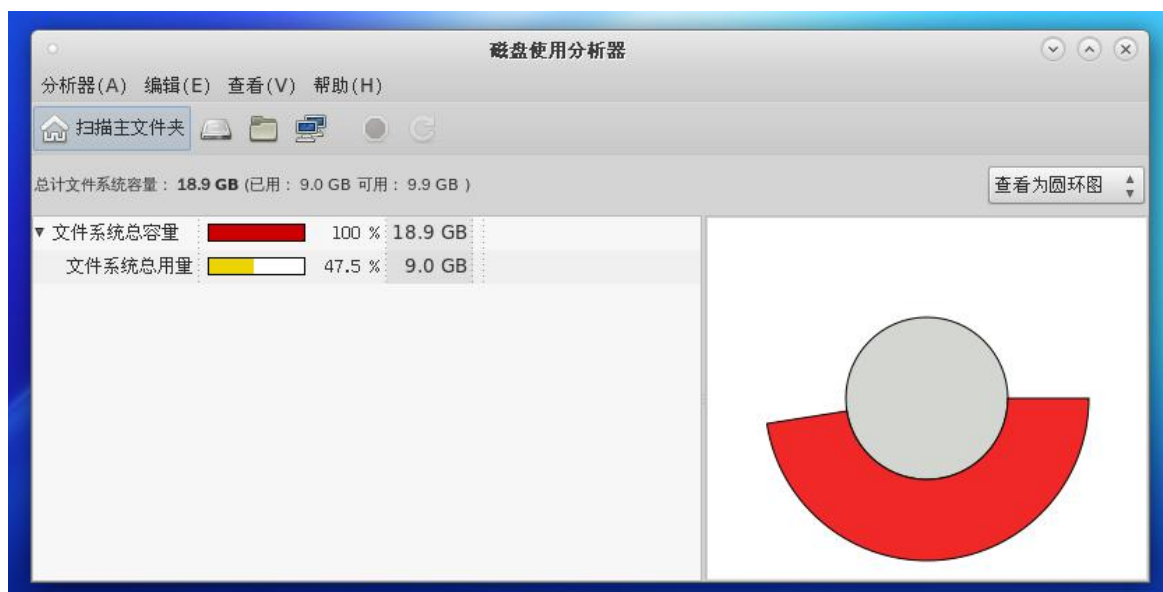 磁盘使用分析器
分析器(A) 编辑(E) 查看(V) 帮助(H)
扫描主文件夹
总计文件系统容量： 18.9 GB (已用： 9.0 GB 可用： 9.9 GB )
查看为圆环图
文件系统总容量 100 % 18.9 GB
文件系统总用量 47.5 % 9.0 GB